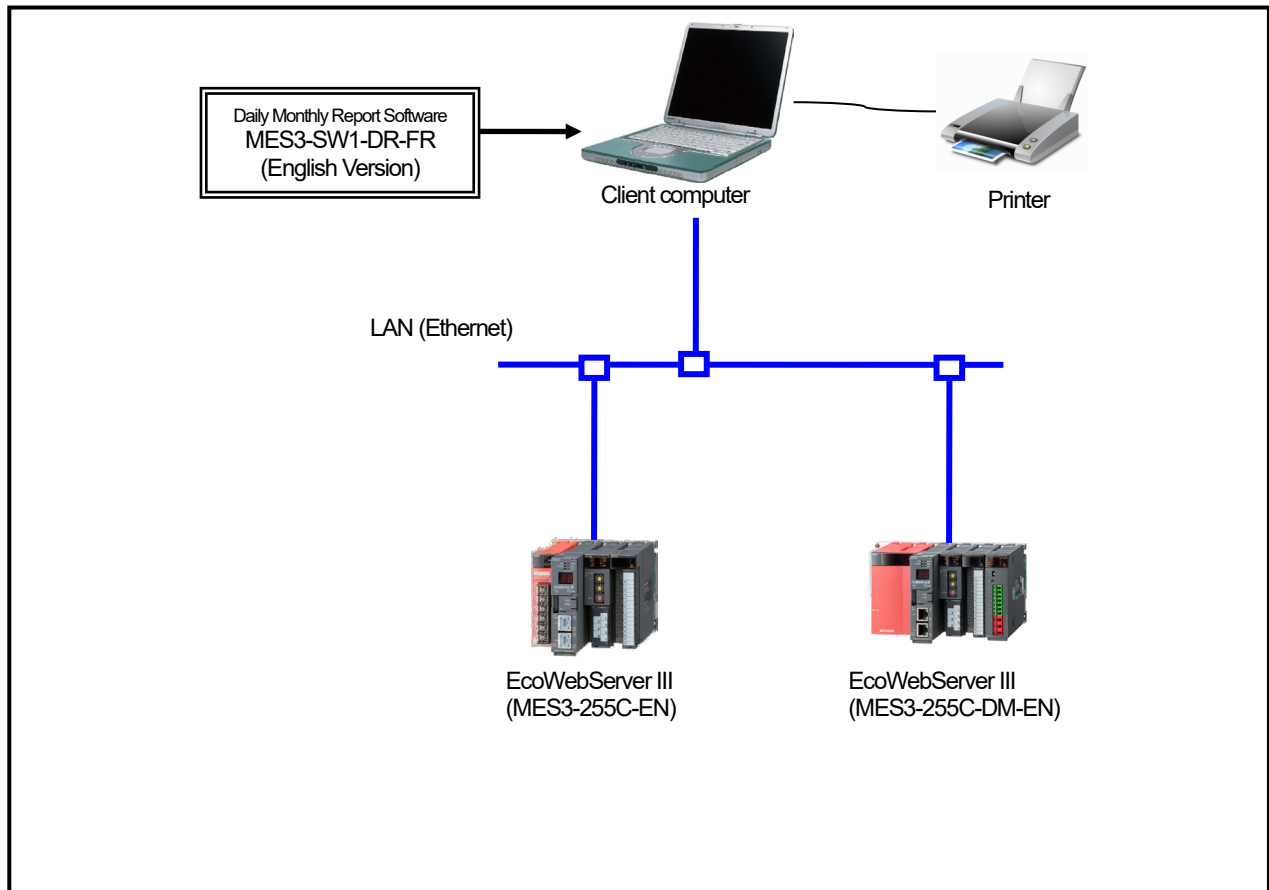 Daily Monthly Report Software
MES3-SW1-DR-FR
(English Version)
Client computer
Printer
LAN (Ethernet)
EcoWebServer III
(MES3-255C-EN)
EcoWebServer III
(MES3-255C-DM-EN)